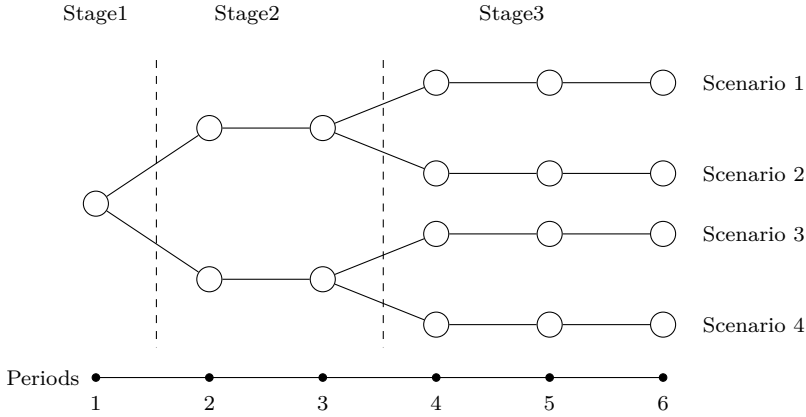 Stage1 Stage2 Stage3
Scenario 1
Scenario 2
Scenario 3
Scenario 4
Periods
1 2 3 4 5 6